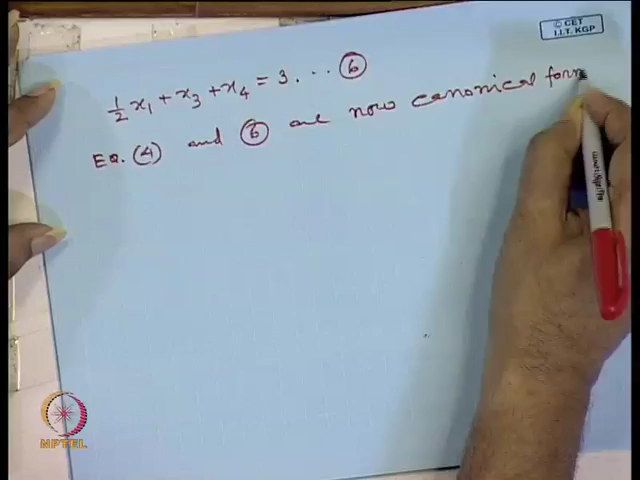 © CET
I.I.T. KGP
1/2 x₁ + x₃ + x₄ = 3. ... ⑥
EQ. ④ and ⑥ are now canonical form
NPTEL